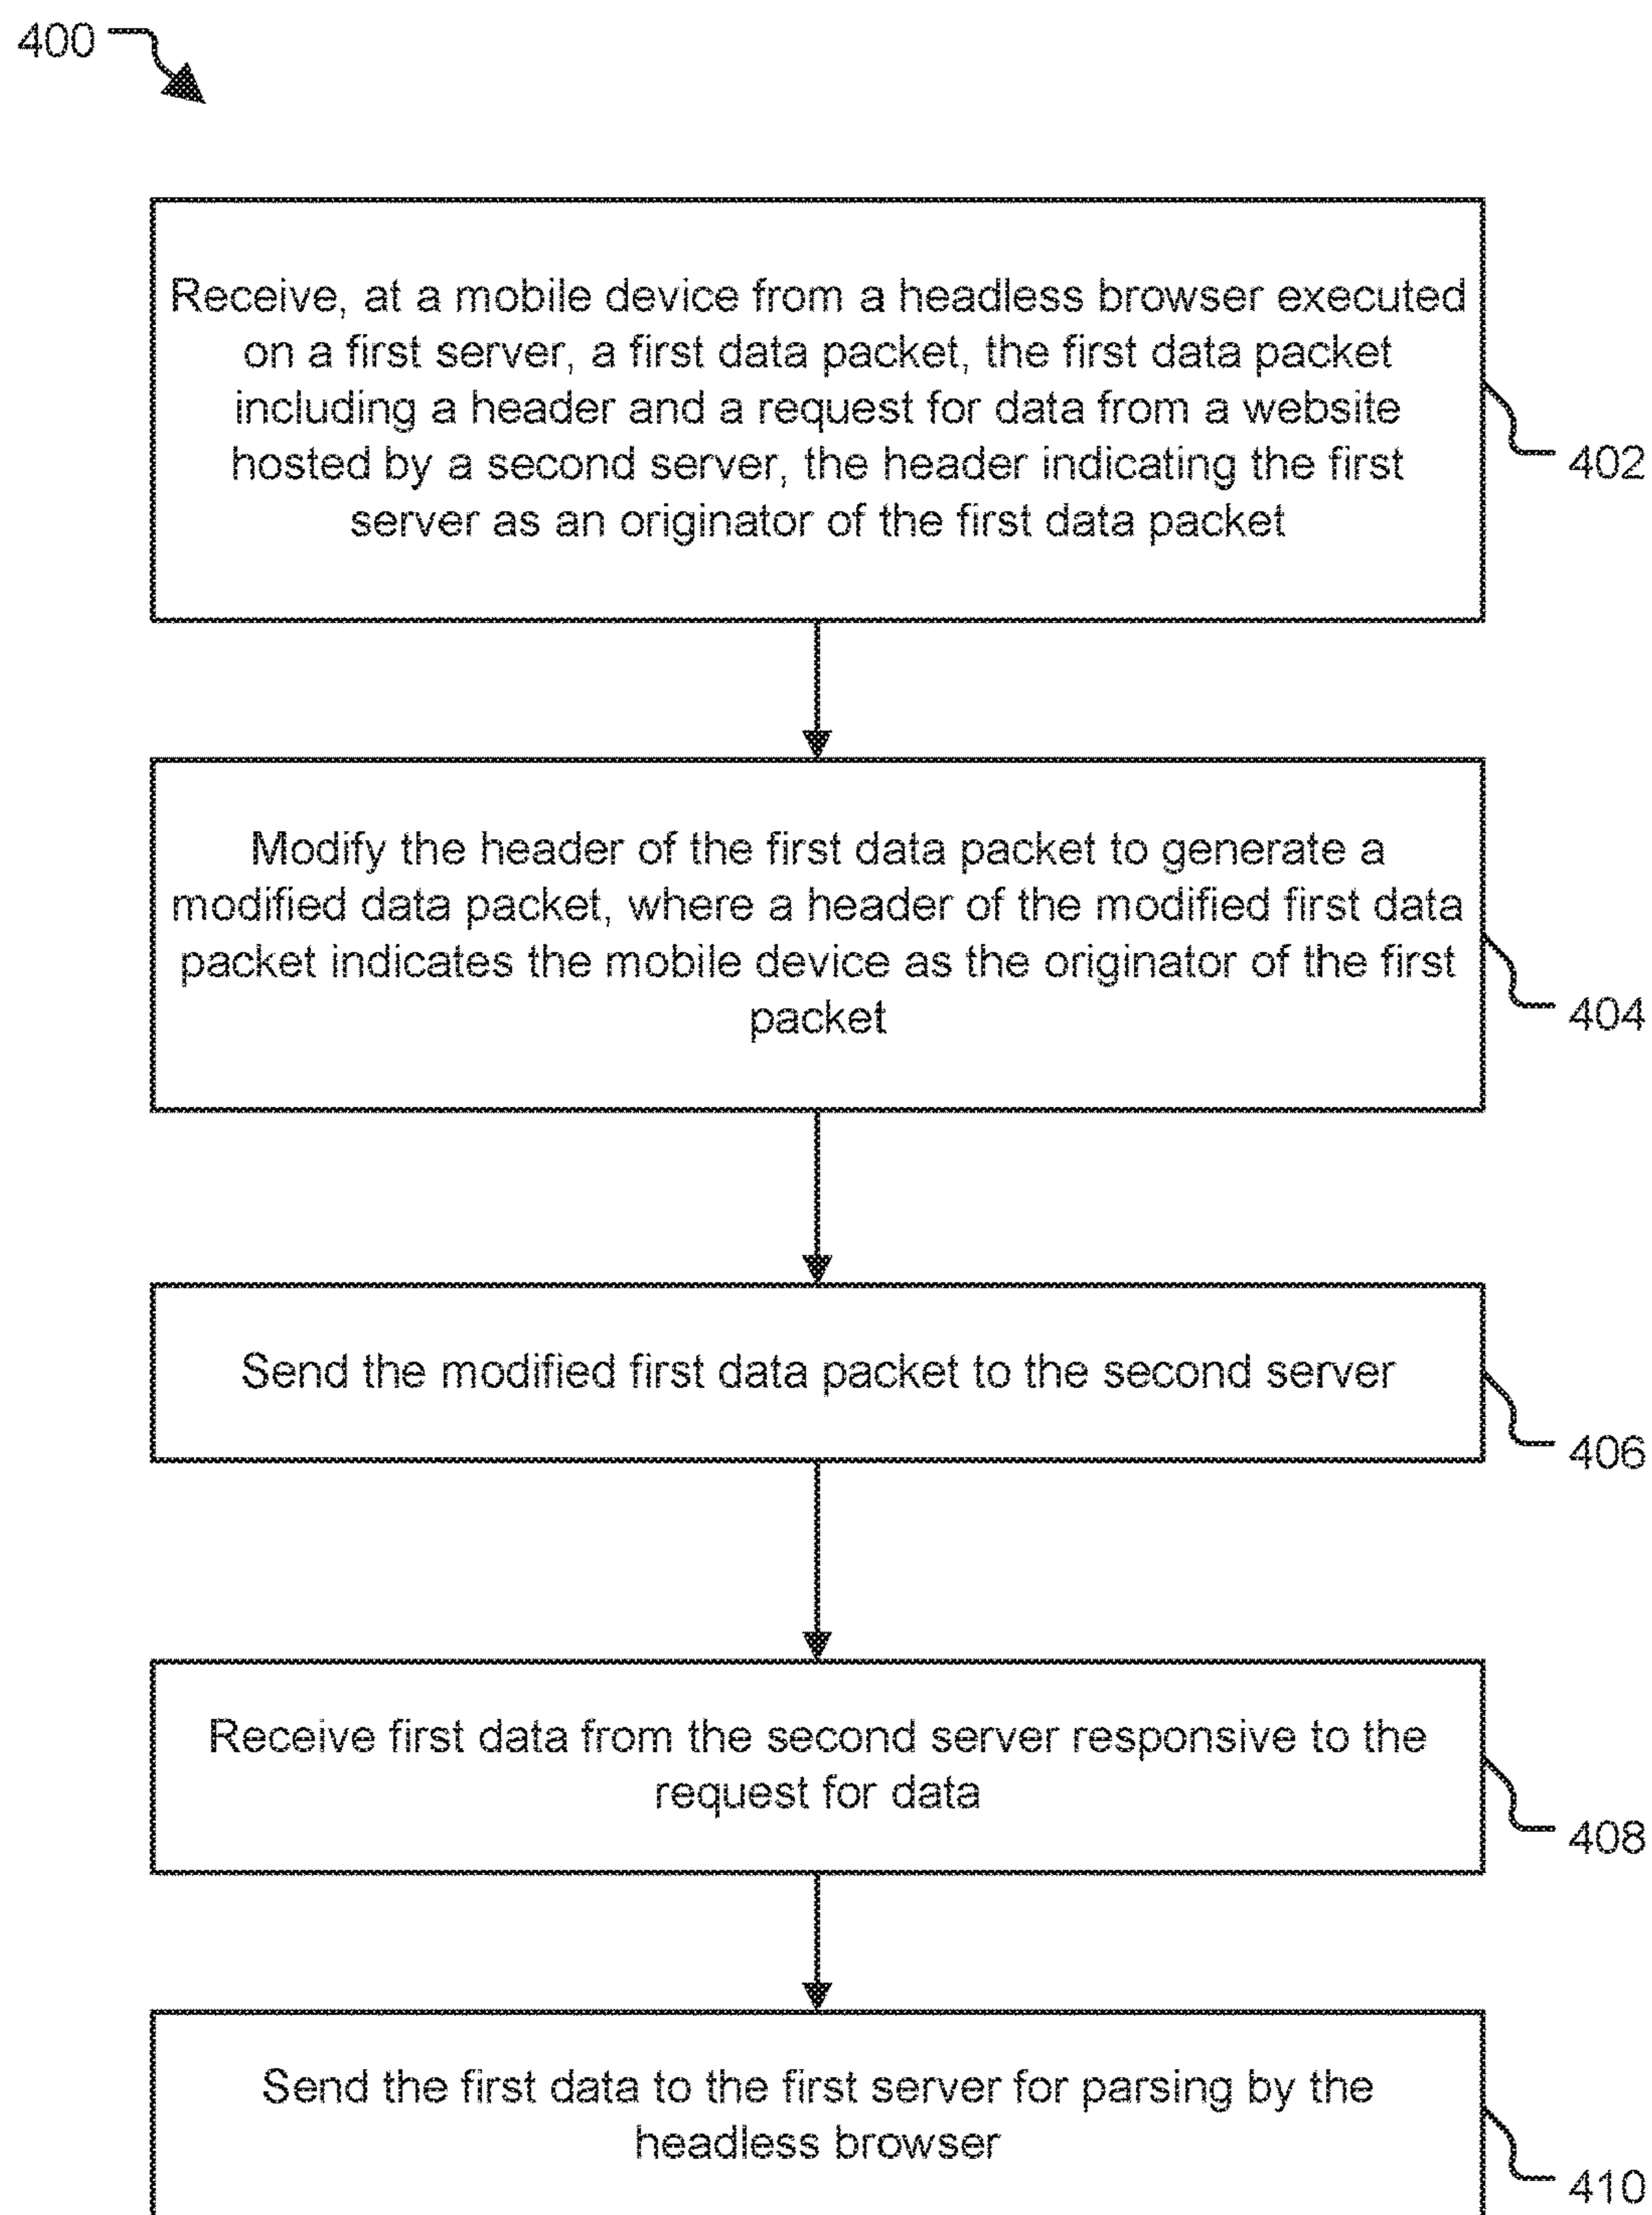 400
Receive, at a mobile device from a headless browser executed
on a first server, a first data packet, the first data packet
including a header and a request for data from a website
hosted by a second server, the header indicating the first
server as an originator of the first data packet
402
Modify the header of the first data packet to generate a
modified data packet, where a header of the modified first data
packet indicates the mobile device as the originator of the first
packet
404
Send the modified first data packet to the second server
406
Receive first data from the second server responsive to the
request for data
408
Send the first data to the first server for parsing by the
headless browser
410